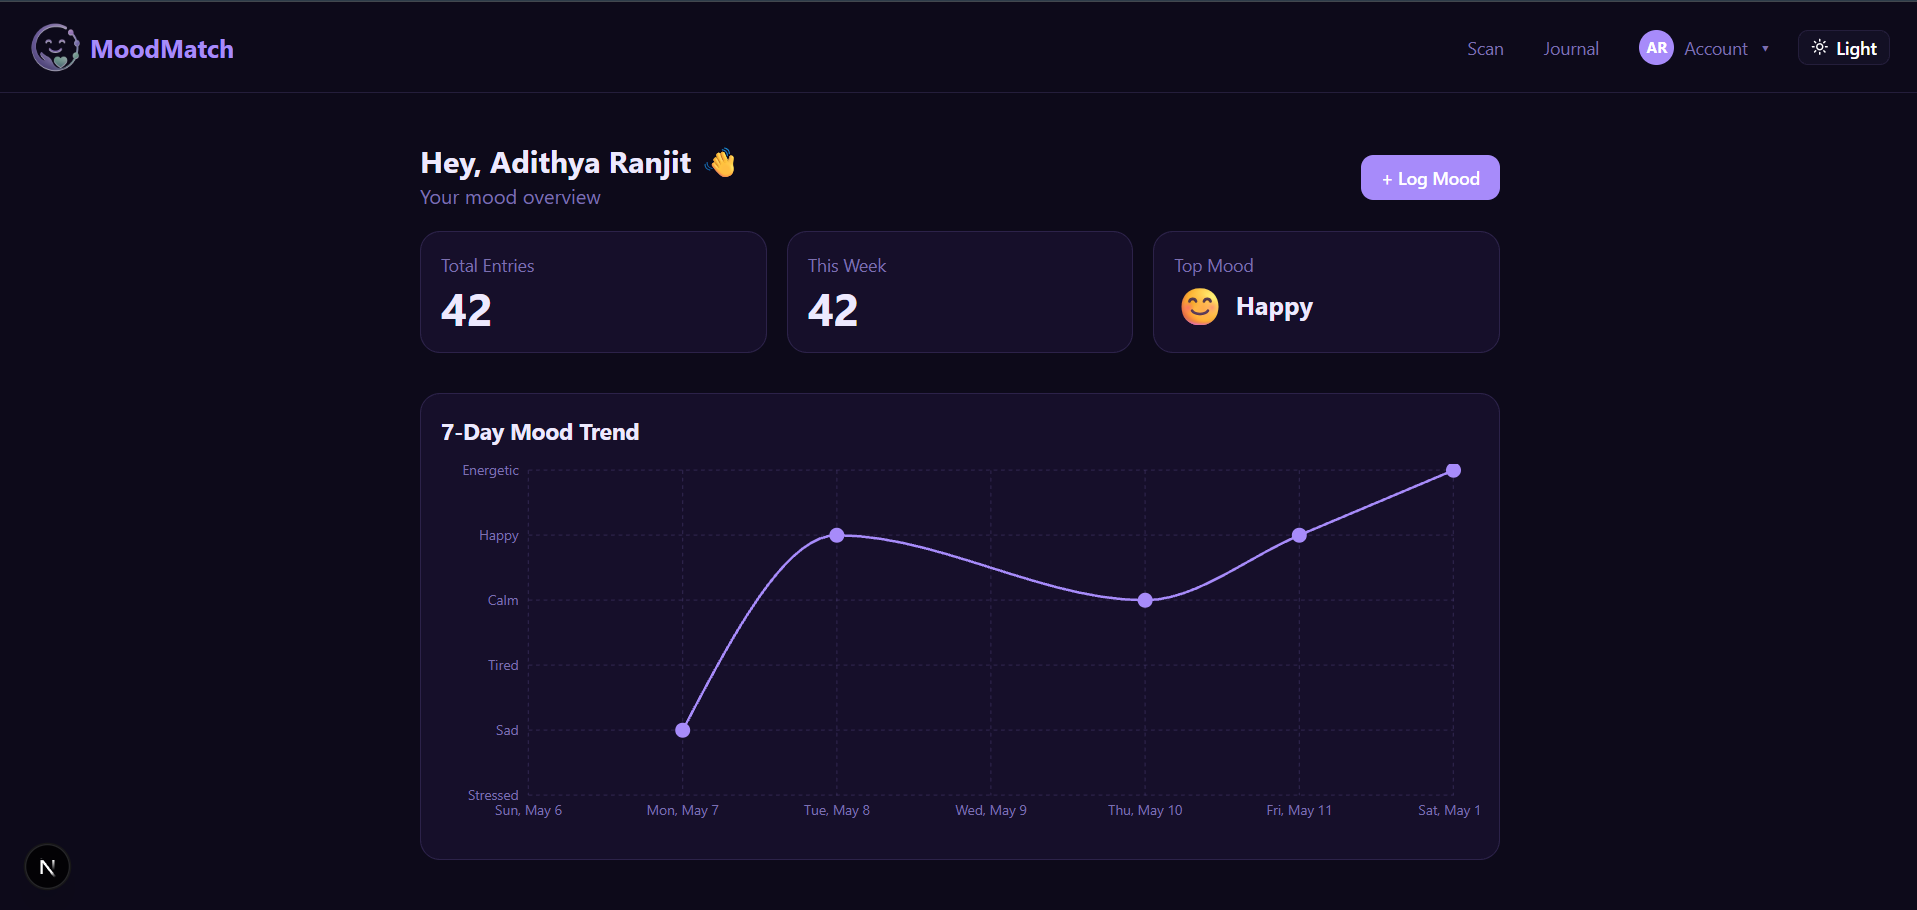 MoodMatch
Scan
Journal
AR
Account
Light
Hey, Adithya Ranjit 👋
Your mood overview
+ Log Mood
Total Entries
42
This Week
42
Top Mood
😊 Happy
7-Day Mood Trend
Energetic
Happy
Calm
Tired
Sad
Stressed
Sun, May 6
Mon, May 7
Tue, May 8
Wed, May 9
Thu, May 10
Fri, May 11
Sat, May 1
N